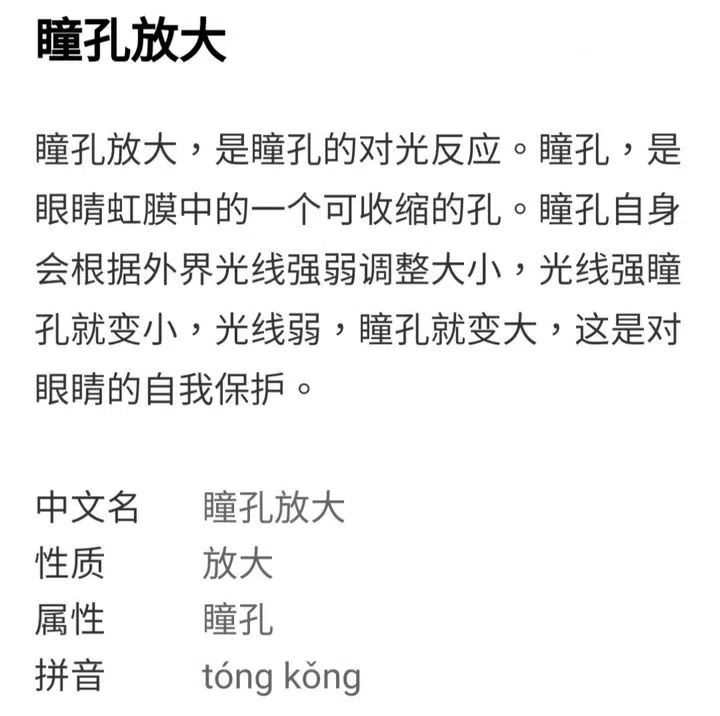 瞳孔放大
瞳孔放大，是瞳孔的对光反应。瞳孔，是
眼睛虹膜中的一个可收缩的孔。瞳孔自身
会根据外界光线强弱调整大小，光线强瞳
孔就变小，光线弱，瞳孔就变大，这是对
眼睛的自我保护。
中文名 瞳孔放大
性质 放大
属性 瞳孔
拼音 tóng kǒng